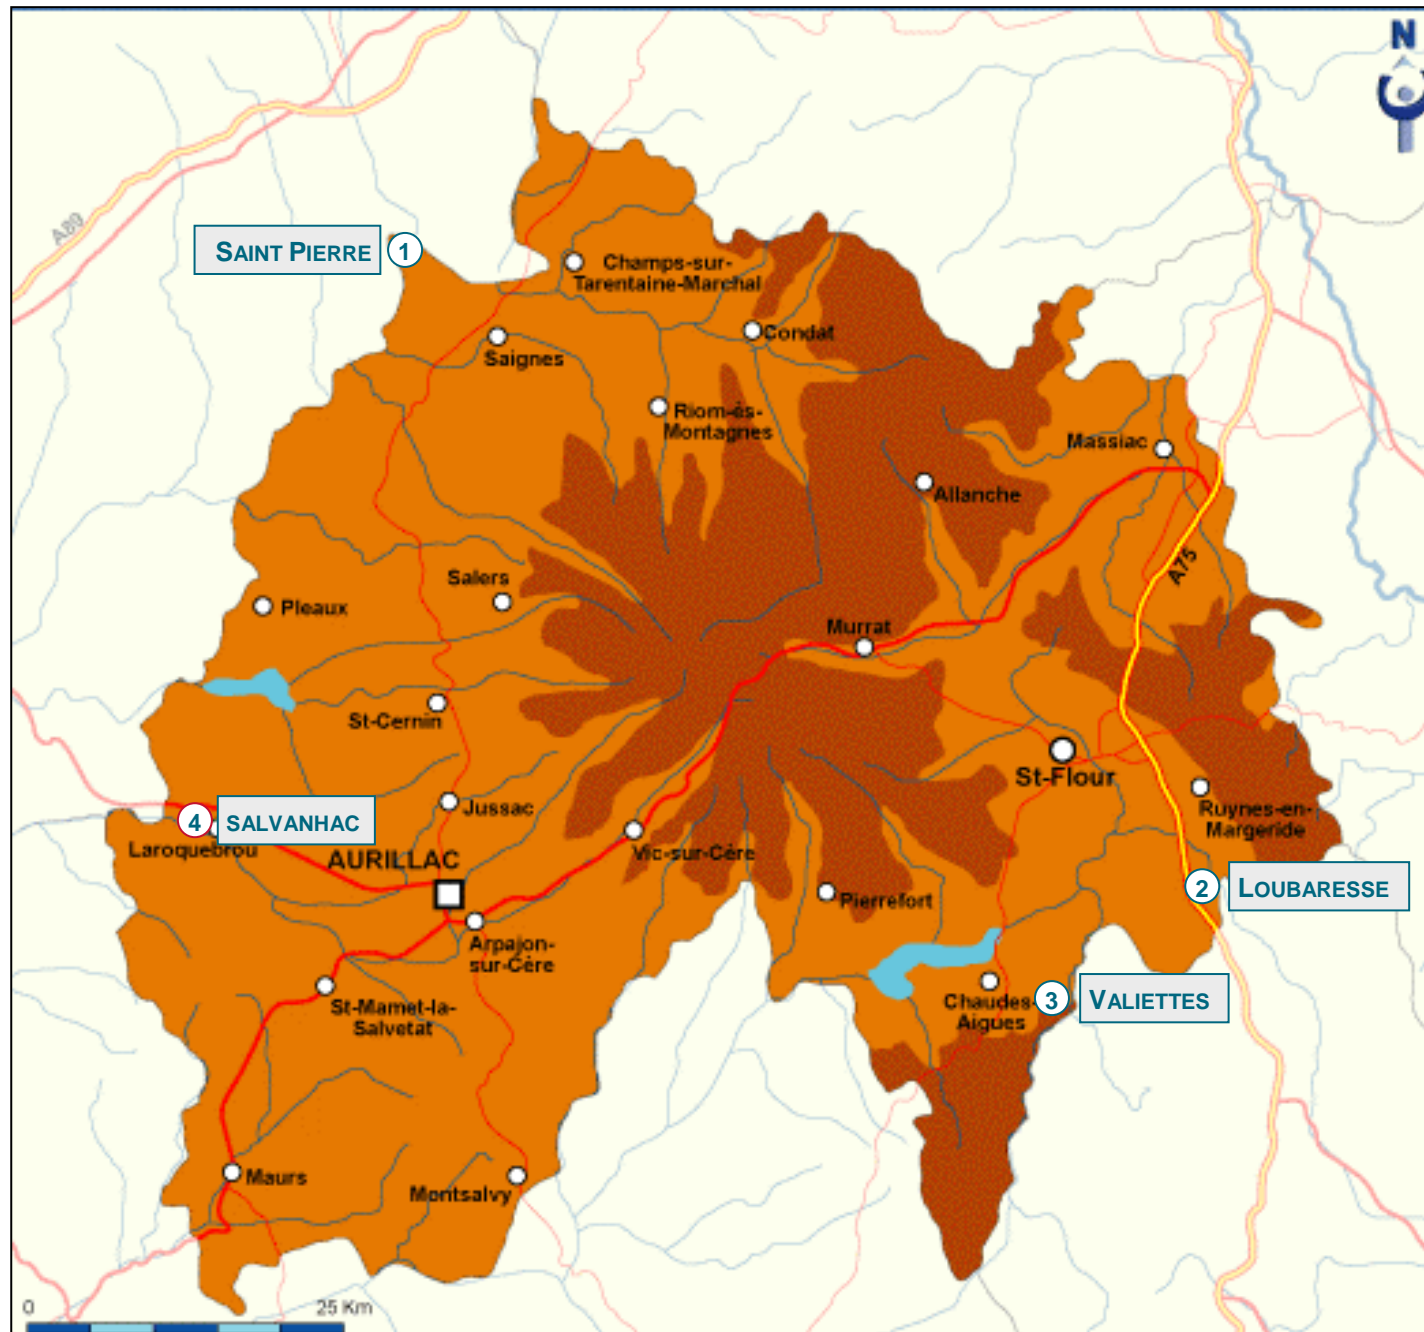 N
A89
SAINT PIERRE
1
Champs-sur-
Tarentaine-Marchal
Condat
Saignes
Riom-ès-
Montagnes
Massiac
Allanche
A75
Salers
Pleaux
Murrat
St-Cernin
St-Flour
Jussac
Ruynes-en-
Margeride
4
SALVANHAC
Laroquebrou
Vic-sur-Cère
AURILLAC
Pierrefort
2
LOUBARESSE
Arpajon-
sur-Cère
St-Mamet-la-
Salvetat
Chaudes-
Aigues
3
VALIETTES
Maurs
Montsalvy
0
25 Km